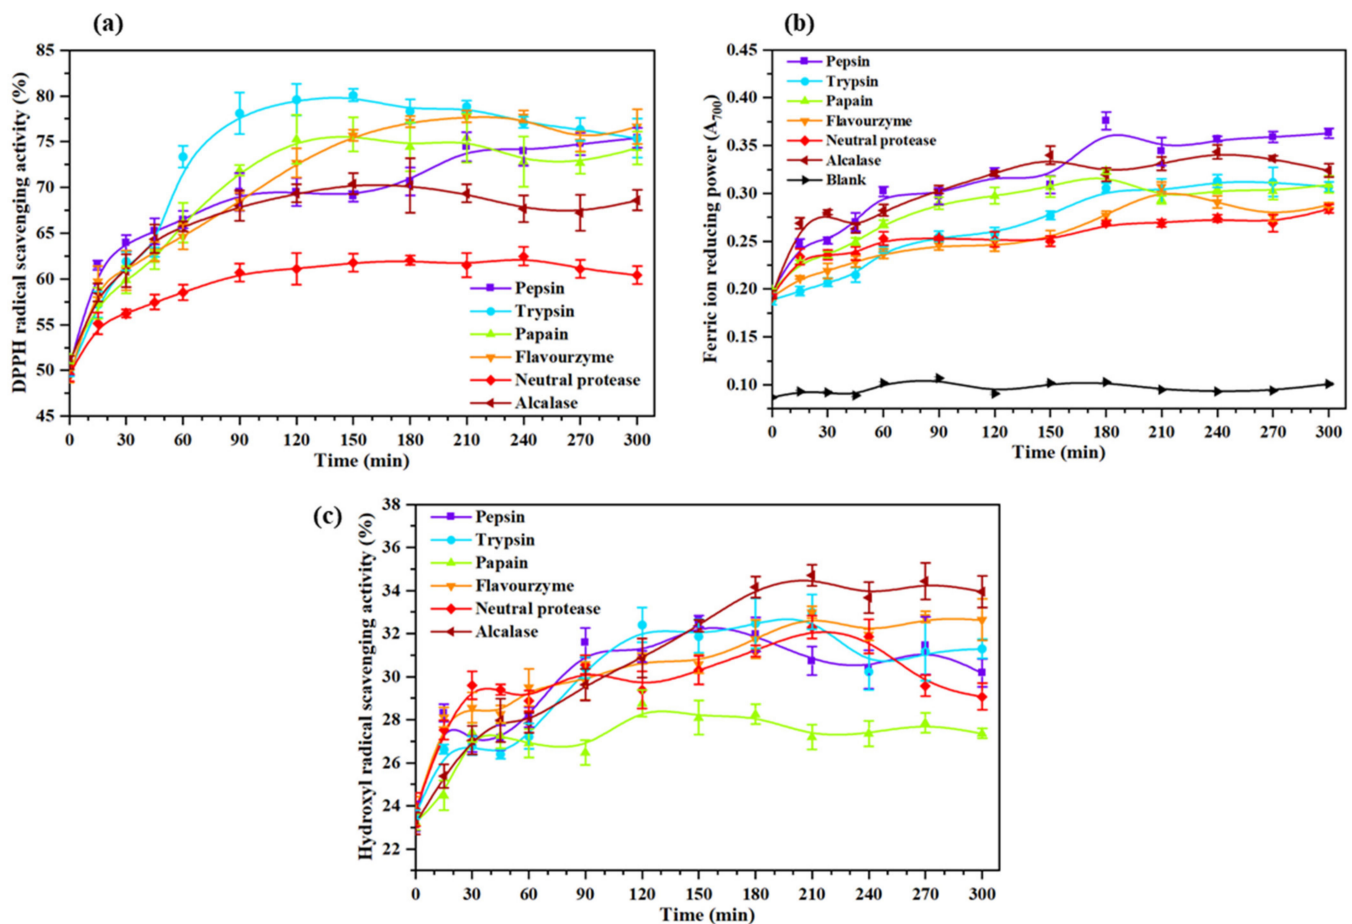 (a)
DPPH radical scavenging activity (%)
85
80
75
70
65
60
55
50
45
Pepsin
Trypsin
Papain
Flavourzyme
Neutral protease
Alcalase
0 30 60 90 120 150 180 210 240 270 300
Time (min)
(b)
Ferric ion reducing power (A700)
0.45
0.40
0.35
0.30
0.25
0.20
0.15
0.10
Pepsin
Trypsin
Papain
Flavourzyme
Neutral protease
Alcalase
Blank
0 30 60 90 120 150 180 210 240 270 300
Time (min)
(c)
Hydroxyl radical scavenging activity (%)
38
36
34
32
30
28
26
24
22
Pepsin
Trypsin
Papain
Flavourzyme
Neutral protease
Alcalase
0 30 60 90 120 150 180 210 240 270 300
Time (min)